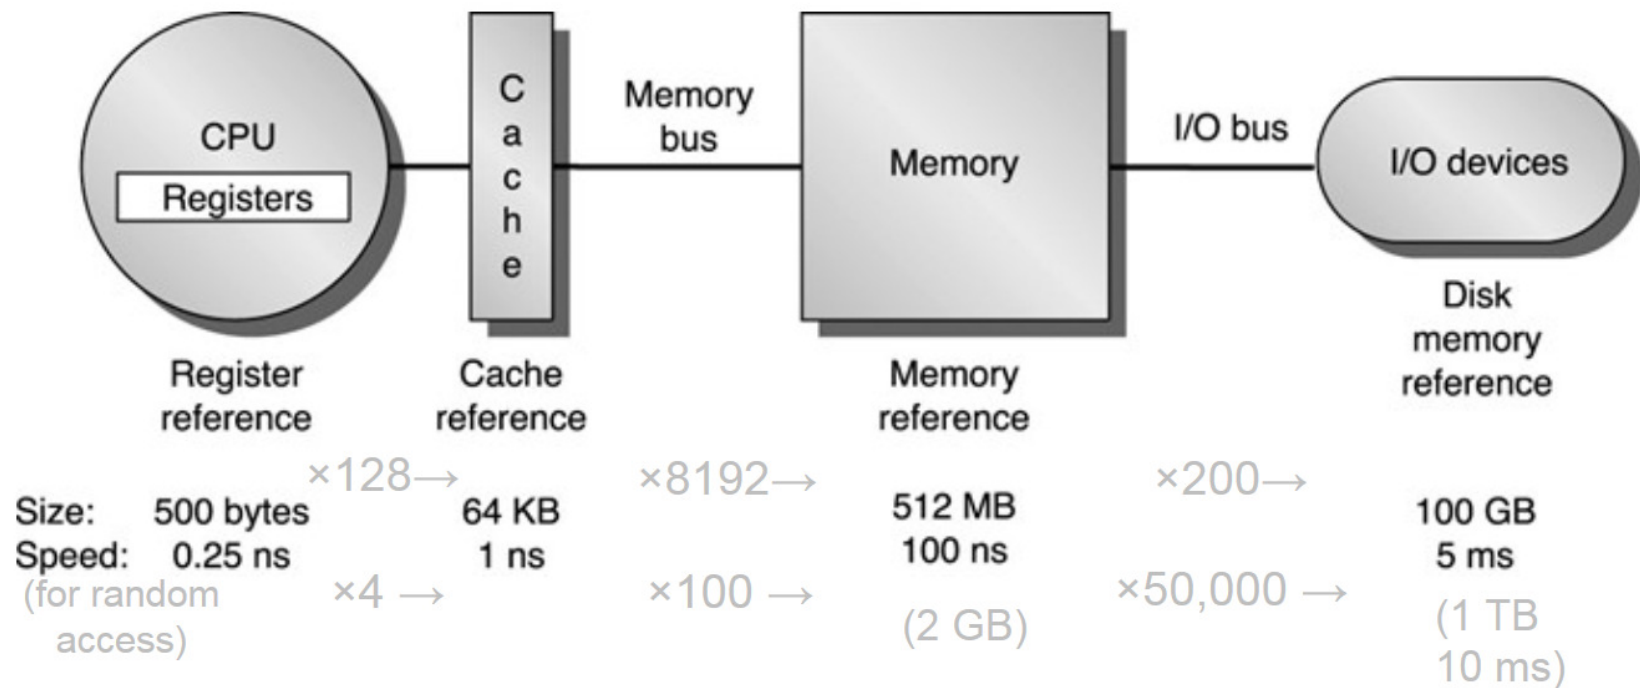 CPU
Registers
Cache
Memory
bus
Memory
I/O bus
I/O devices
Register
reference
Cache
reference
Memory
reference
Disk
memory
reference
×128→ ×8192→ ×200→
Size: 500 bytes 64 KB 512 MB 100 GB
Speed: 0.25 ns 1 ns 100 ns 5 ms
(for random
access)
×4 → ×100 → ×50,000 →
(2 GB)
(1 TB
10 ms)